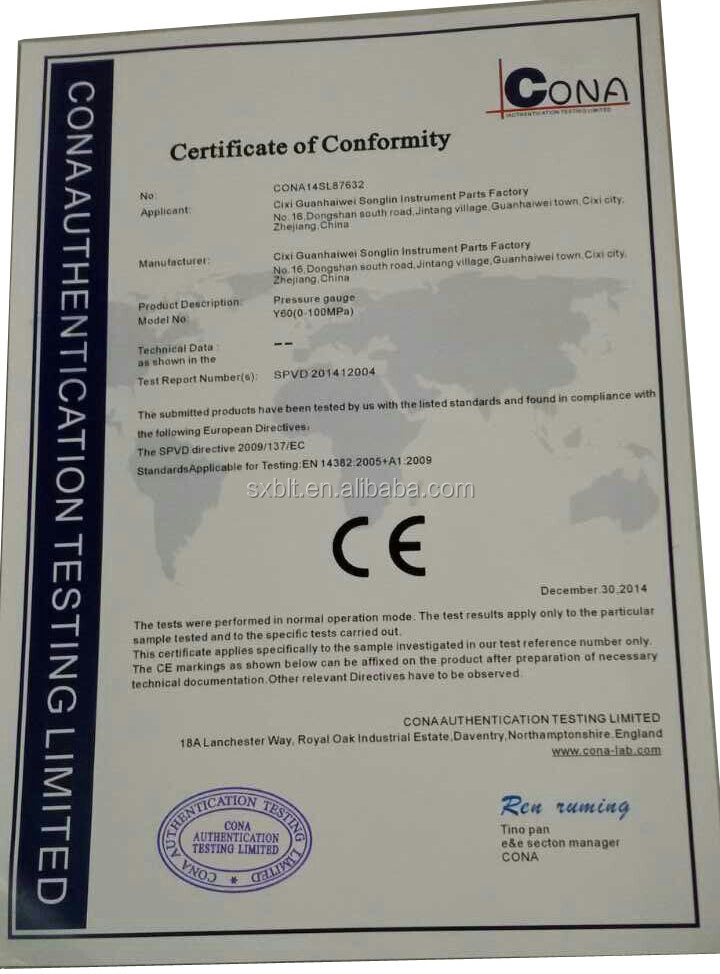 CONA AUTHENTICATION TESTING LIMITED
CONA
AUTHENTICATION TESTING LIMITED
Certificate of Conformity
No: CONA14SL87632
Applicant: Cixi Guanhaiwei Songlin Instrument Parts Factory
No.16,Dongshan south road,Jintang village,Guanhaiwei town,Cixi city,
Zhejiang,China
Manufacturer: Cixi Guanhaiwei Songlin Instrument Parts Factory
No.16,Dongshan south road,Jintang village,Guanhaiwei town,Cixi city,
Zhejiang,China
Product Description: Pressure gauge
Model No: Y60(0-100MPa)
Technical Data : --
as shown in the
Test Report Number(s): SPVD 201412004
The submitted products have been tested by us with the listed standards and found in compliance with
the following European Directives:
The SPVD directive 2009/137/EC
StandardsApplicable for Testing:EN 14382:2005+A1:2009
sxblt.en.alibaba.com
CE
December.30,2014
The tests were performed in normal operation mode. The test results apply only to the particular
sample tested and to the specific tests carried out.
This certificate applies specifically to the sample investigated in our test reference number only.
The CE markings as shown below can be affixed on the product after preparation of necessary
technical documentation.Other relevant Directives have to be observed.
CONA AUTHENTICATION TESTING LIMITED
18A Lanchester Way, Royal Oak Industrial Estate,Daventry,Northamptonshire,England
www.cona-lab.com
CONA AUTHENTICATION TESTING LIMITED
CONA
AUTHENTICATION
TESTING LIMITED
Ren ruming
Tino pan
e&e secton manager
CONA